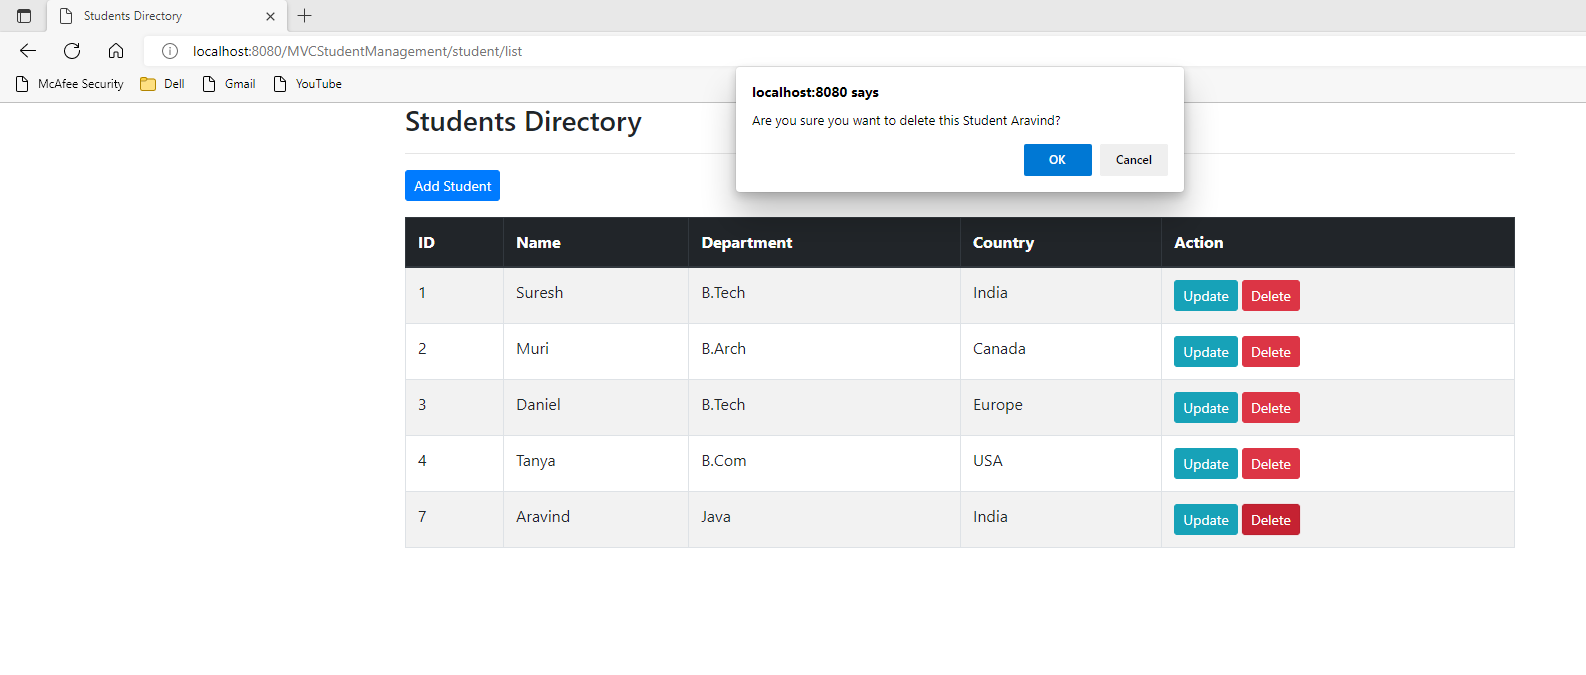 Students Directory
localhost:8080/MVCStudentManagement/student/list
McAfee Security Dell Gmail YouTube
localhost:8080 says
Are you sure you want to delete this Student Aravind?
OK Cancel
Students Directory
Add Student
ID Name Department Country Action
1 Suresh B.Tech India Update Delete
2 Muri B.Arch Canada Update Delete
3 Daniel B.Tech Europe Update Delete
4 Tanya B.Com USA Update Delete
7 Aravind Java India Update Delete